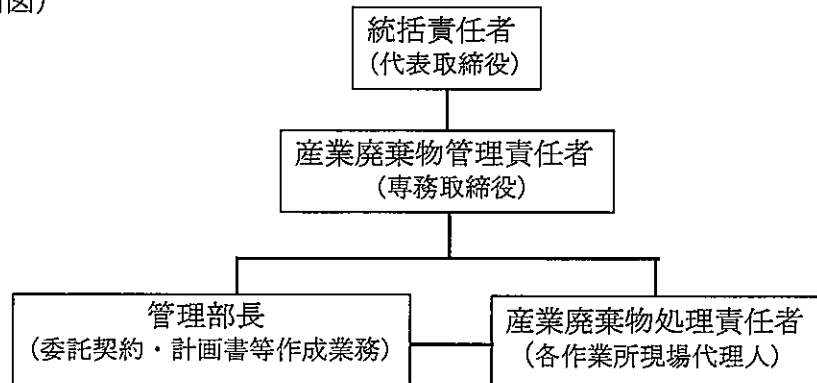 統括責任者
(代表取締役)
産業廃棄物管理責任者
(専務取締役)
管理部長
(委託契約・計画書等作成業務)
産業廃棄物処理責任者
(各作業所現場代理人)